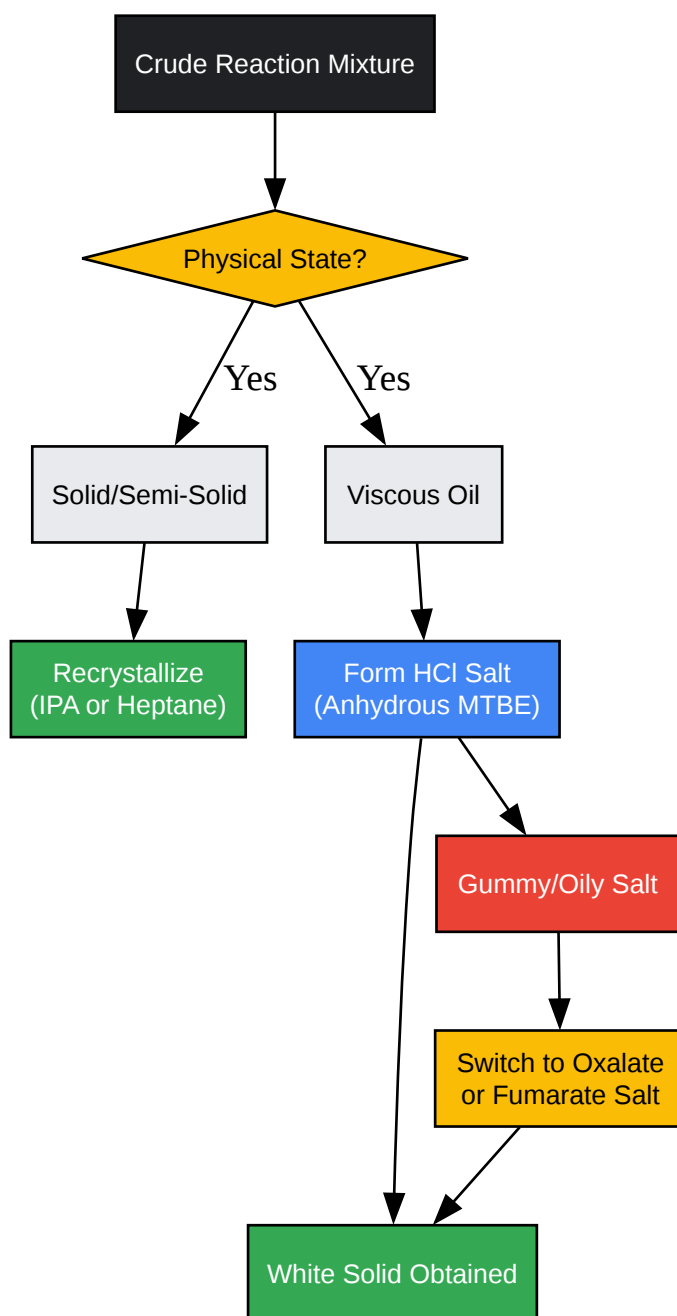 Crude Reaction Mixture
Physical State?
Yes
Yes
Solid/Semi-Solid
Viscous Oil
Recrystallize
(IPA or Heptane)
Form HCl Salt
(Anhydrous MTBE)
Gummy/Oily Salt
Switch to Oxalate
or Fumarate Salt
White Solid Obtained